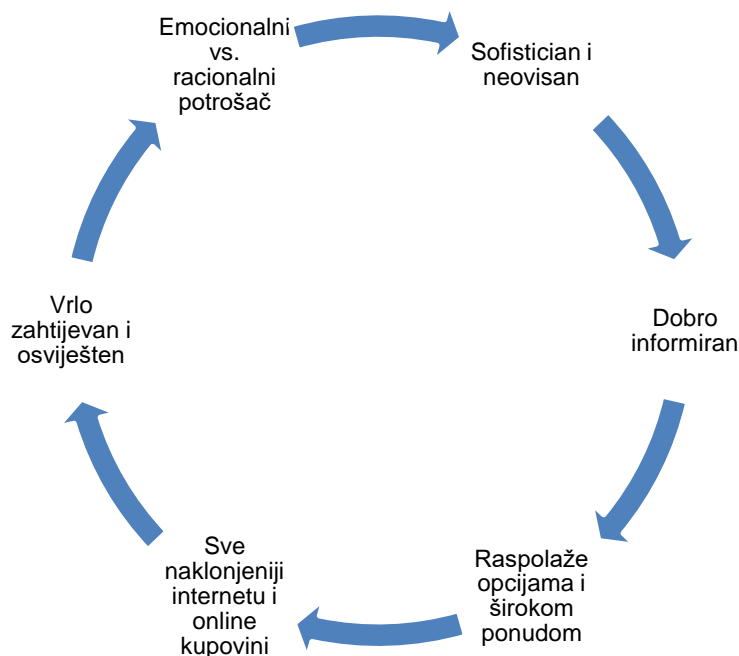 Emocionalni
vs.
racionalni
potrošač
Sofistician i
neovisan
Dobro
informiran
Raspolaže
opcijama i
širokom
ponudom
Sve
naklonjeniji
internetu i
online
kupovini
Vrlo
zahtijevan i
osviješten